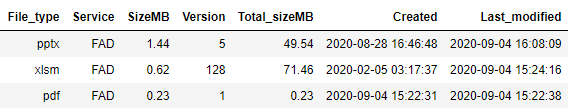 File_type Service SizeMB Version Total_sizeMB Created Last_modified
pptx FAD 1.44 5 49.54 2020-08-28 16:46:48 2020-09-04 16:08:09
xlsm FAD 0.62 128 71.46 2020-02-05 03:17:37 2020-09-04 15:24:16
pdf FAD 0.23 1 0.23 2020-09-04 15:22:31 2020-09-04 15:22:38